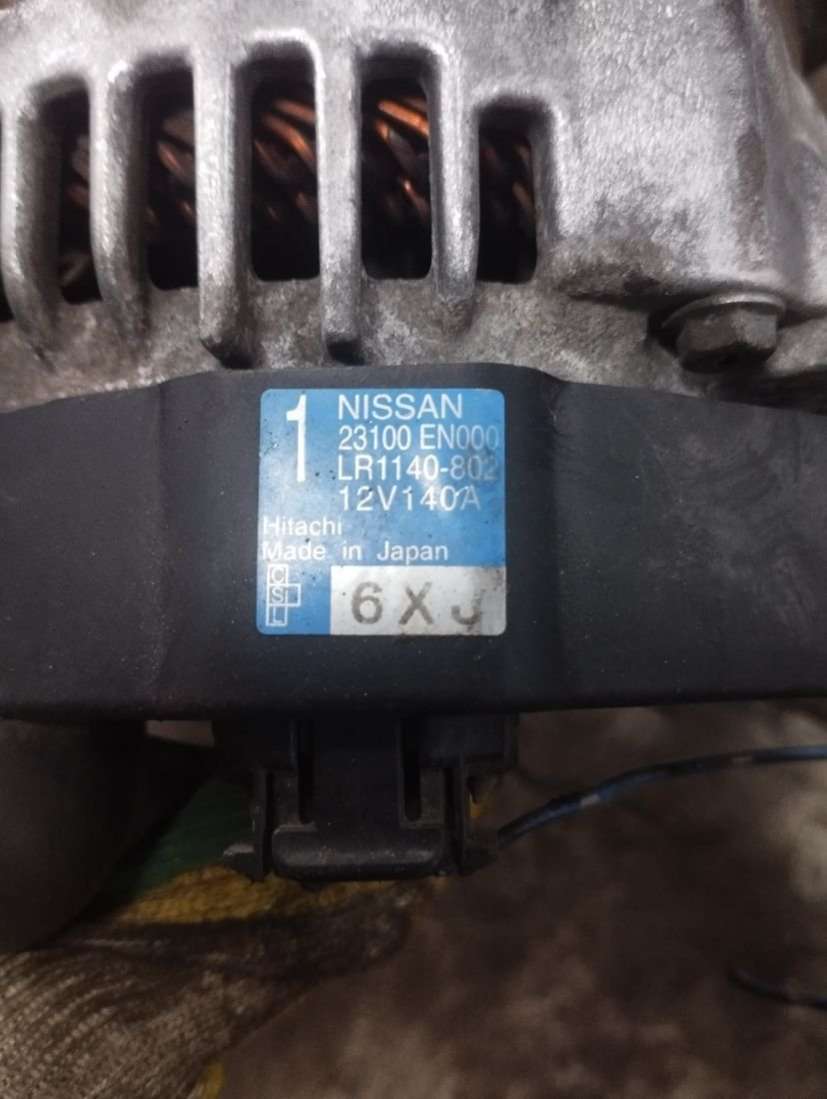 1
NISSAN
23100 EN000
LR1140-802
12V140A
Hitachi
Made in Japan
C
S
L
6XJ